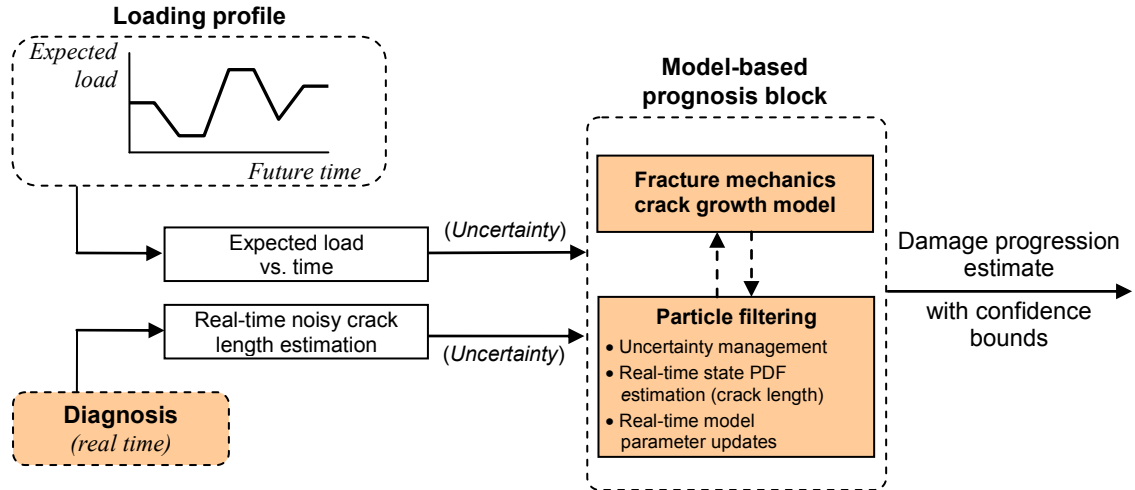 Loading profile
Expected
load
Future time
Expected load
vs. time
(Uncertainty)
Real-time noisy crack
length estimation
(Uncertainty)
Diagnosis
(real time)
Model-based
prognosis block
Fracture mechanics
crack growth model
Particle filtering
• Uncertainty management
• Real-time state PDF
estimation (crack length)
• Real-time model
parameter updates
Damage progression
estimate
with confidence
bounds